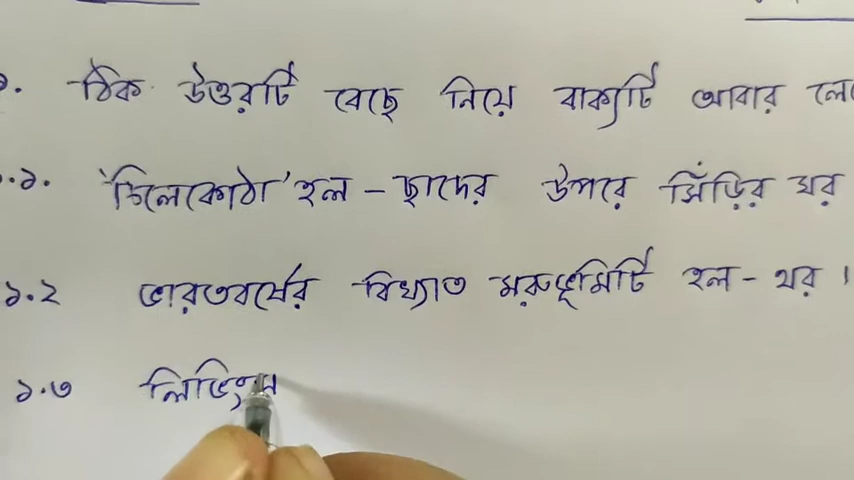 ১. ঠিক উত্তরটি বেছে নিয়ে বাক্যটি আবার
১.১. 'চিলেকোঠা' হল - ছাদের উপরে সিঁড়ির ঘর
১.২ ভারতবর্ষের বিখ্যাত মরুভূমিটি হল - থর।
১.৩